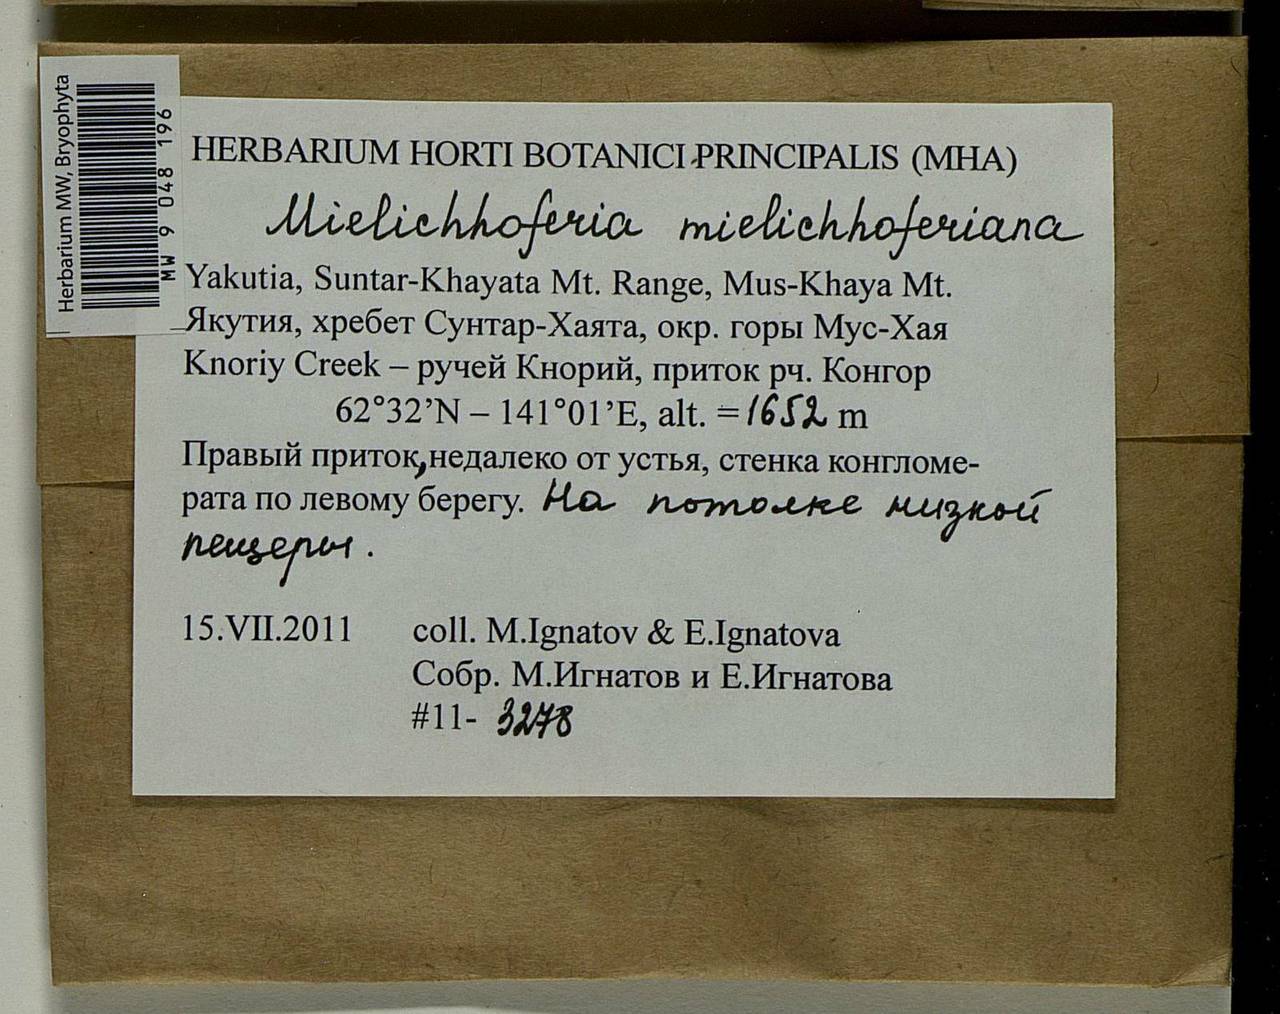 Herbarium MW, Bryophyta
MW 9 048 196
HERBARIUM HORTI BOTANICI PRINCIPALIS (MHA)
Mielichhoferia mielichhoferiana
Yakutia, Suntar-Khayata Mt. Range, Mus-Khaya Mt.
Якутия, хребет Сунтар-Хаята, окр. горы Мус-Хая
Knoriy Creek – ручей Кнорий, приток рч. Конгор
62°32’N – 141°01’E, alt. =1652 m
Правый приток, недалеко от устья, стенка конгломе-
рата по левому берегу. На потолке низкой
пещеры.
15.VII.2011 coll. M.Ignatov & E.Ignatova
Собр. М.Игнатов и Е.Игнатова
#11- 3278